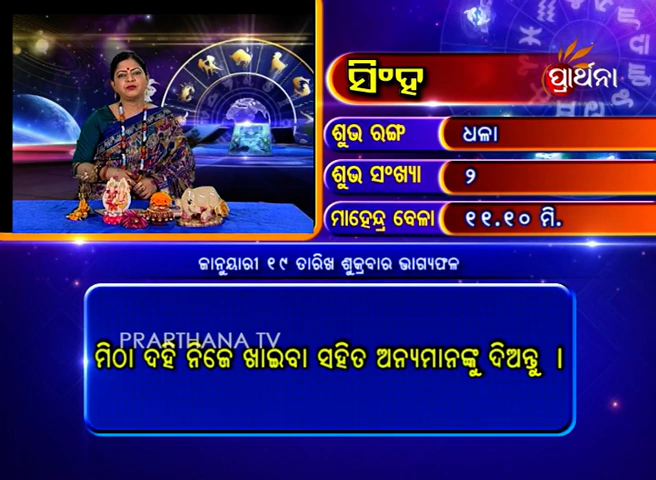 ସିଂହ
ପ୍ରାର୍ଥନା
ଶୁଭ ରଙ୍ଗ ଧଳା
ଶୁଭ ସଂଖ୍ୟା ୨
ମାହେନ୍ଦ୍ର ବେଳା ୧୧.୧୦ ମି.
ଜାନୁୟାରୀ ୧୯ ତାରିଖ ଶୁକ୍ରବାର ଭାଗ୍ୟଫଳ
PRARTHANA TV
ମିଠା ଦହି ନିଜେ ଖାଇବା ସହିତ ଅନ୍ୟମାନଙ୍କୁ ଦିଅନ୍ତୁ ।